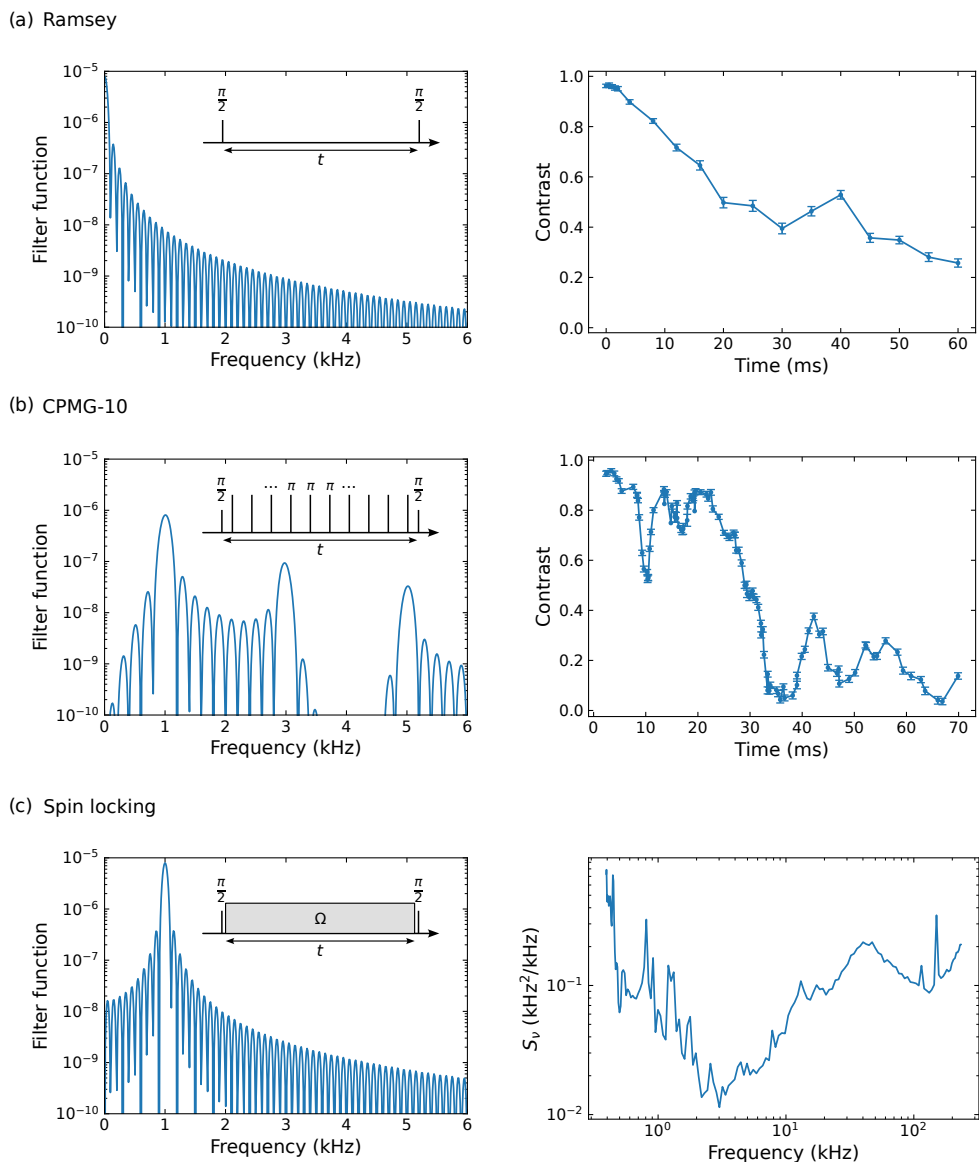 (a) Ramsey
10⁻⁵
10⁻⁶
10⁻⁷
10⁻⁸
10⁻⁹
10⁻¹⁰
Filter function
π/2
π/2
t
0 1 2 3 4 5 6
Frequency (kHz)
1.0
0.8
0.6
0.4
0.2
0.0
Contrast
0 10 20 30 40 50 60
Time (ms)
(b) CPMG-10
10⁻⁵
10⁻⁶
10⁻⁷
10⁻⁸
10⁻⁹
10⁻¹⁰
Filter function
π/2
... π π π ...
π/2
t
0 1 2 3 4 5 6
Frequency (kHz)
1.0
0.8
0.6
0.4
0.2
0.0
Contrast
0 10 20 30 40 50 60 70
Time (ms)
(c) Spin locking
10⁻⁵
10⁻⁶
10⁻⁷
10⁻⁸
10⁻⁹
10⁻¹⁰
Filter function
π/2
Ω
π/2
t
0 1 2 3 4 5 6
Frequency (kHz)
10⁻¹
10⁻²
Sᵥ (kHz²/kHz)
10⁰ 10¹ 10²
Frequency (kHz)